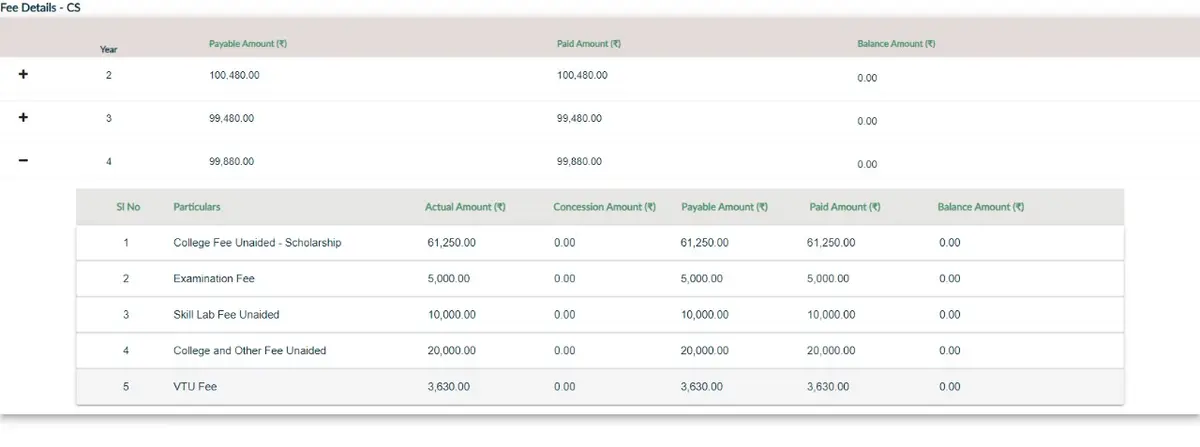 Fee Details - CS
Year Payable Amount (₹) Paid Amount (₹) Balance Amount (₹)
+ 2 100,480.00 100,480.00 0.00
+ 3 99,480.00 99,480.00 0.00
− 4 99,880.00 99,880.00 0.00
Sl No Particulars Actual Amount (₹) Concession Amount (₹) Payable Amount (₹) Paid Amount (₹) Balance Amount (₹)
1 College Fee Unaided - Scholarship 61,250.00 0.00 61,250.00 61,250.00 0.00
2 Examination Fee 5,000.00 0.00 5,000.00 5,000.00 0.00
3 Skill Lab Fee Unaided 10,000.00 0.00 10,000.00 10,000.00 0.00
4 College and Other Fee Unaided 20,000.00 0.00 20,000.00 20,000.00 0.00
5 VTU Fee 3,630.00 0.00 3,630.00 3,630.00 0.00